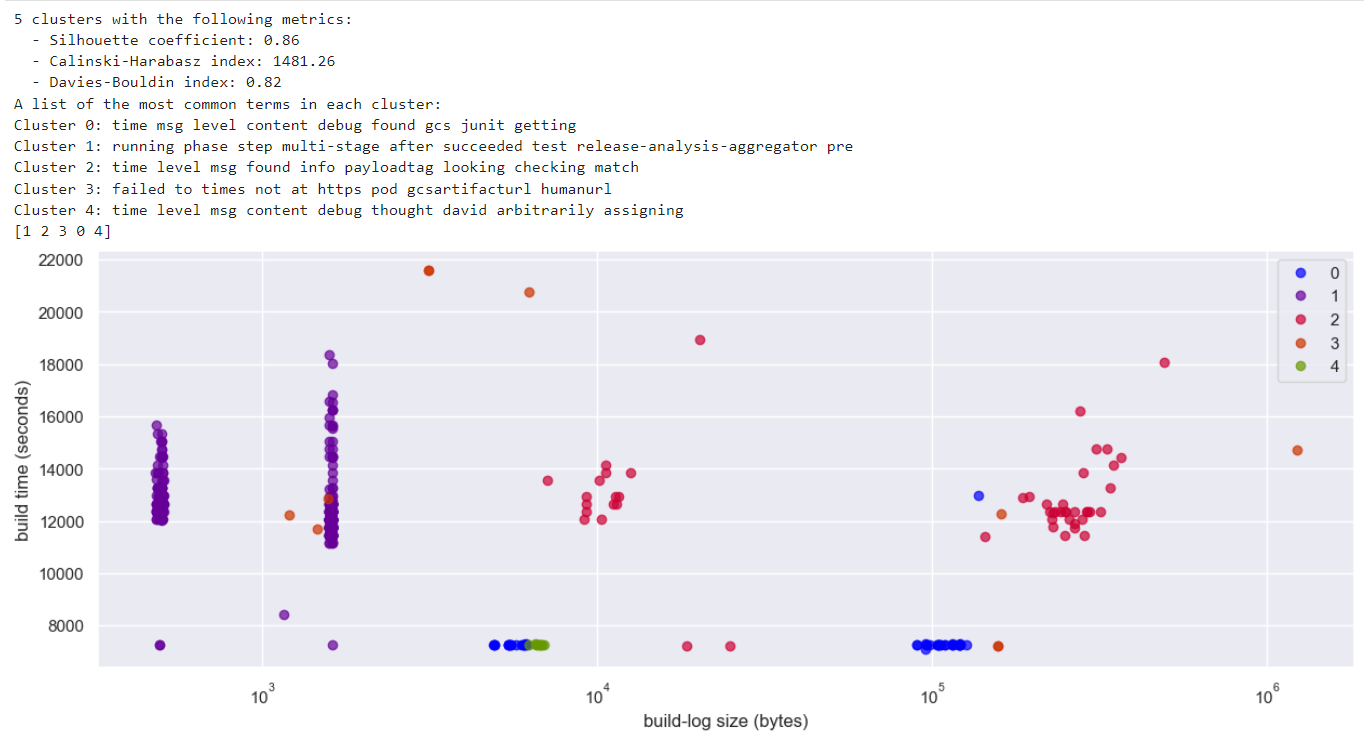 5 clusters with the following metrics:
- Silhouette coefficient: 0.86
- Calinski-Harabasz index: 1481.26
- Davies-Bouldin index: 0.82
A list of the most common terms in each cluster:
Cluster 0: time msg level content debug found gcs junit getting
Cluster 1: running phase step multi-stage after succeeded test release-analysis-aggregator pre
Cluster 2: time level msg found info payloadtag looking checking match
Cluster 3: failed to times not at https pod gcsartifacturl humanurl
Cluster 4: time level msg content debug thought david arbitrarily assigning
[1 2 3 0 4]
22000
20000
18000
16000
14000
12000
10000
8000
build time (seconds)
0
1
2
3
4
10³
10⁴
10⁵
10⁶
build-log size (bytes)